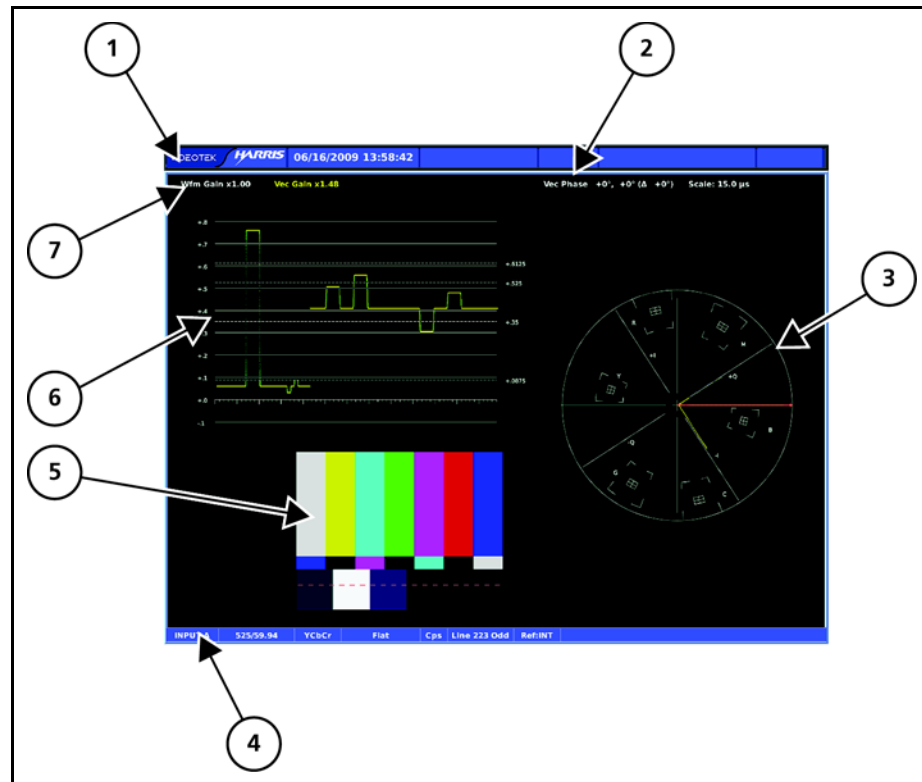 1
2
DEOTEK HARRIS 06/16/2009 13:58:42
Wfm Gain x1.00 Vec Gain x1.48 Vec Phase +0°, +0° (Δ +0°) Scale: 15.0 µs
7
3
+.8
+.7
+.6
+.6125
+.5
+.525
+.4
+.35
+.3
+.2
+.1
+.0875
+.0
-.1
R
M
+I
+Q
Y
B
-Q
-I
G
C
6
5
INPUT A 525/59.94 YCbCr Flat Cps Line 223 Odd Ref:INT
4